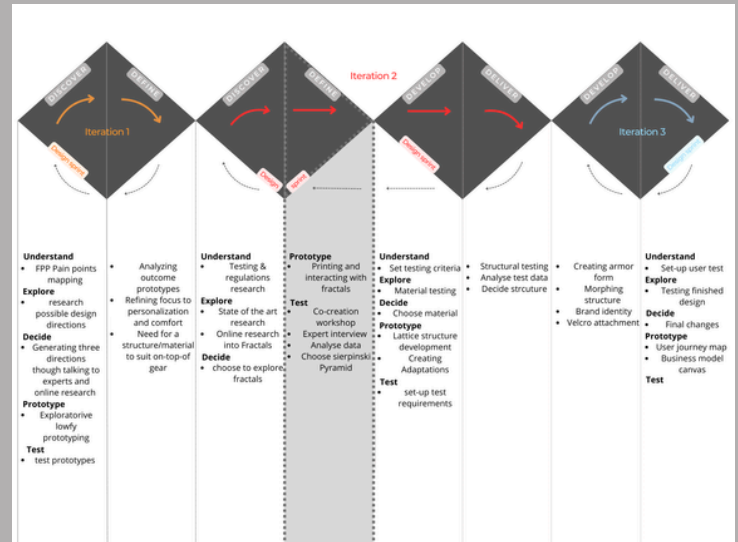 Iteration 2
DISCOVER
DEFINE
DISCOVER
DEFINE
DEVELOP
DELIVER
DEVELOP
DELIVER
Iteration 1
Iteration 3
Design sprint
Design
sprint
Design sprint
Design sprint
Understand
FPP Pain points
mapping
Explore
research
possible design
directions
Decide
Generating three
directions
though talking to
experts and
online research
Prototype
Exploratorive
lowfy
prototyping
Test
test prototypes
Analyzing
outcome
prototypes
Refining focus to
personalization
and comfort
Need for a
structure/material
to suit on-top-of
gear
Understand
Testing &
regulations
research
Explore
State of the art
research
Online research
into Fractals
Decide
choose to explore
fractals
Prototype
Printing and
interacting with
fractals
Test
Co-creation
workshop
Expert interview
Analyse data
Choose sierpinski
Pyramid
Understand
Set testing criteria
Explore
Material testing
Decide
Choose material
Prototype
Lattice structure
development
Creating
Adaptations
Test
set-up test
requirements
Structural testing
Analyse test data
Decide strcuture
Creating armor
form
Morphing
structure
Brand identity
Velcro attachment
Understand
Set-up user test
Explore
Testing finished
design
Decide
Final changes
Prototype
User journey map
Business model
canvas
Test